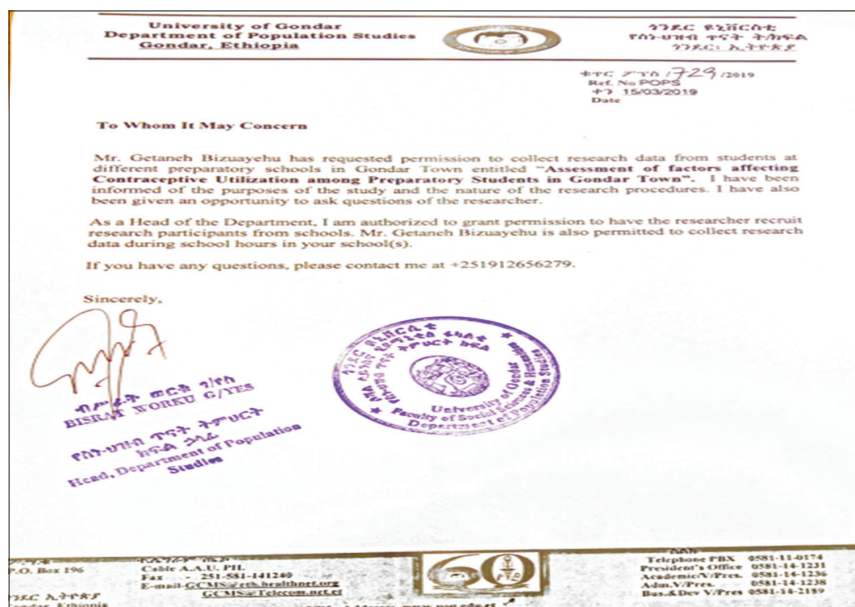 University of Gondar
Department of Population Studies
Gondar, Ethiopia
ጎንደር ዩኒቨርስቲ
የስነ-ህዝብ ጥናት ት/ክፍል
ጎንደር፣ ኢትዮጵያ
729 /2019
Ref. No POPS
ቀን 15/03/2019
Date
To Whom It May Concern
Mr. Getaneh Bizuayehu has requested permission to collect research data from students at
different preparatory schools in Gondar Town entitled “Assessment of factors affecting
Contraceptive Utilization among Preparatory Students in Gondar Town”. I have been
informed of the purposes of the study and the nature of the research procedures. I have also
been given an opportunity to ask questions of the researcher.
As a Head of the Department, I am authorized to grant permission to have the researcher recruit
research participants from schools. Mr. Getaneh Bizuayehu is also permitted to collect research
data during school hours in your school(s).
If you have any questions, please contact me at +251912656279.
Sincerely,
ብሥራት ወርቁ ገ/የስ
BISRAT WORKU G/YES
የስነ-ህዝብ ጥናት ትምህርት
ክፍል ኃላፊ
Head, Department of Population
Studies
ጎንደር ዩኒቨርሲቲ
University of Gondar
Faculty of Social Sciences & Humanities
Department of Population Studies
P.O. Box 196
Gondar, Ethiopia
Cable A.A.U. PIL
Fax - 251-581-141240
E-mail-GCMS@eth.healthnet.org
GCMS@Telecom.net.et
60
Telephone PBX 0581-11-0174
President's Office 0581-14-1231
Academic V/Pres. 0581-14-1236
Adm.V/Pres. 0581-14-1238
Bus.&Dev V/Pres. 0581-14-2189